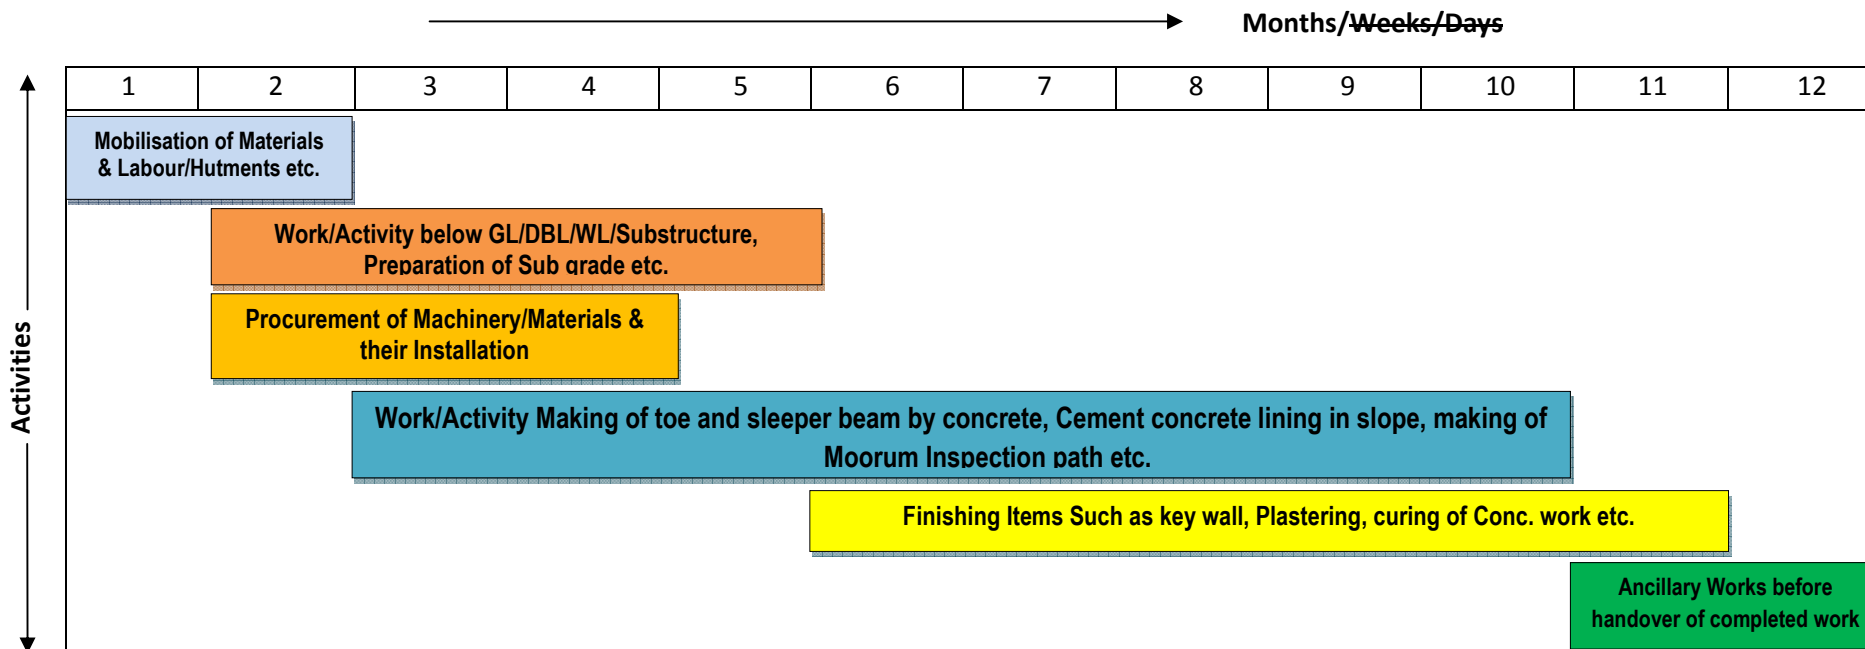 Months/Weeks/Days
1 2 3 4 5 6 7 8 9 10 11 12
Mobilisation of Materials
& Labour/Hutments etc.
Work/Activity below GL/DBL/WL/Substructure,
Preparation of Sub grade etc.
Procurement of Machinery/Materials &
their Installation
Activities
Work/Activity Making of toe and sleeper beam by concrete, Cement concrete lining in slope, making of
Moorum Inspection path etc.
Finishing Items Such as key wall, Plastering, curing of Conc. work etc.
Ancillary Works before
handover of completed work